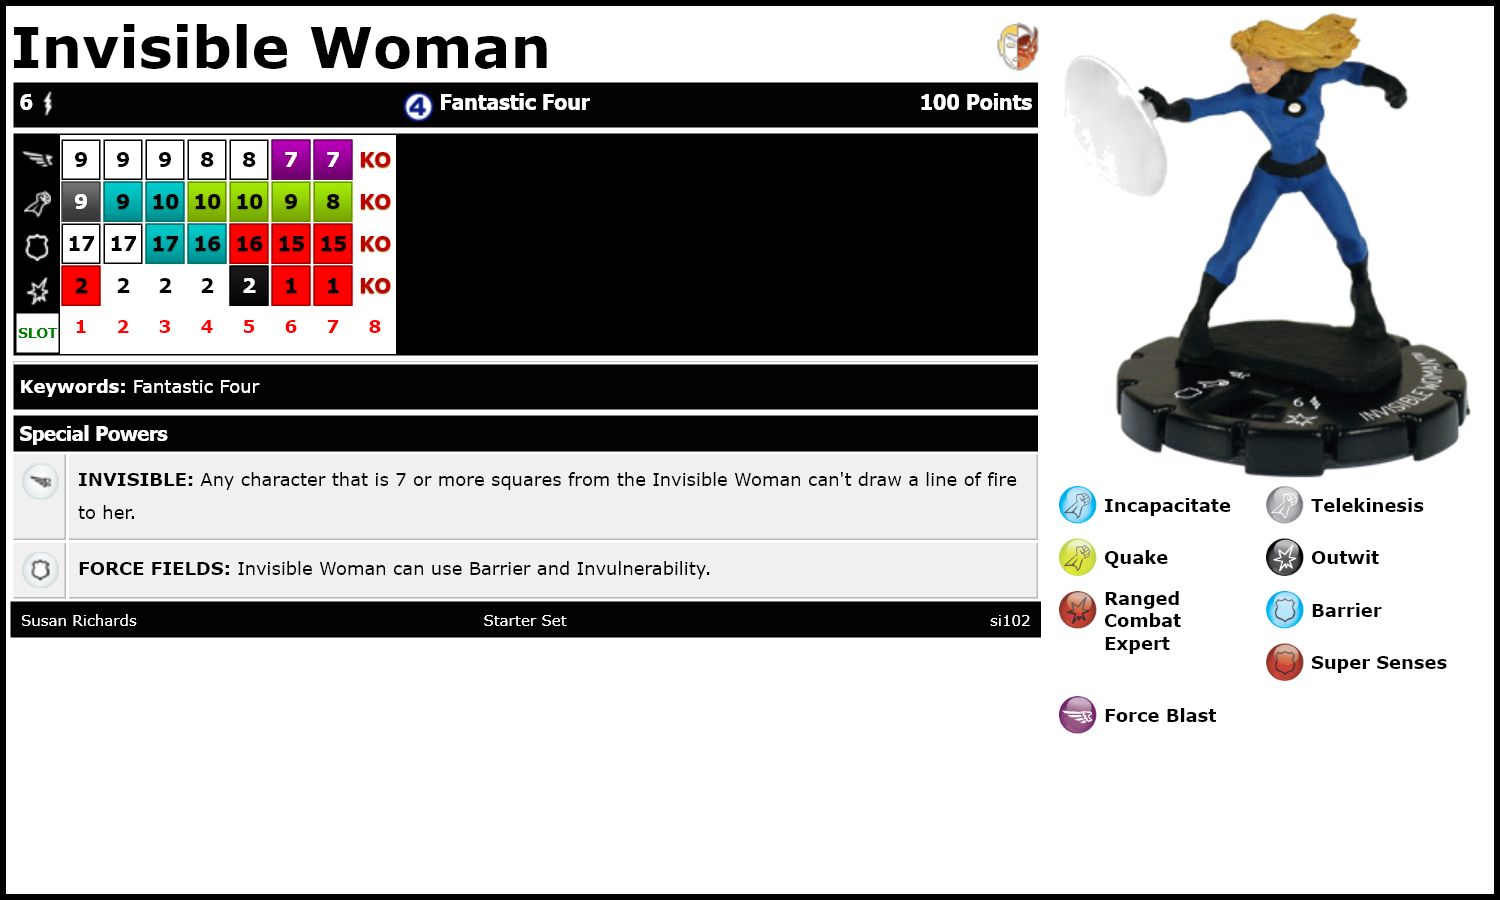 Invisible Woman
6 4 Fantastic Four 100 Points
9 9 9 8 8 7 7 KO
9 9 10 10 10 9 8 KO
17 17 17 16 16 15 15 KO
2 2 2 2 2 1 1 KO
SLOT 1 2 3 4 5 6 7 8
Keywords: Fantastic Four
Special Powers
INVISIBLE: Any character that is 7 or more squares from the Invisible Woman can't draw a line of fire
to her.
FORCE FIELDS: Invisible Woman can use Barrier and Invulnerability.
Susan Richards Starter Set si102
6
INVISIBLE WOMAN
Incapacitate Telekinesis
Quake Outwit
Ranged
Combat
Expert
Barrier
Super Senses
Force Blast